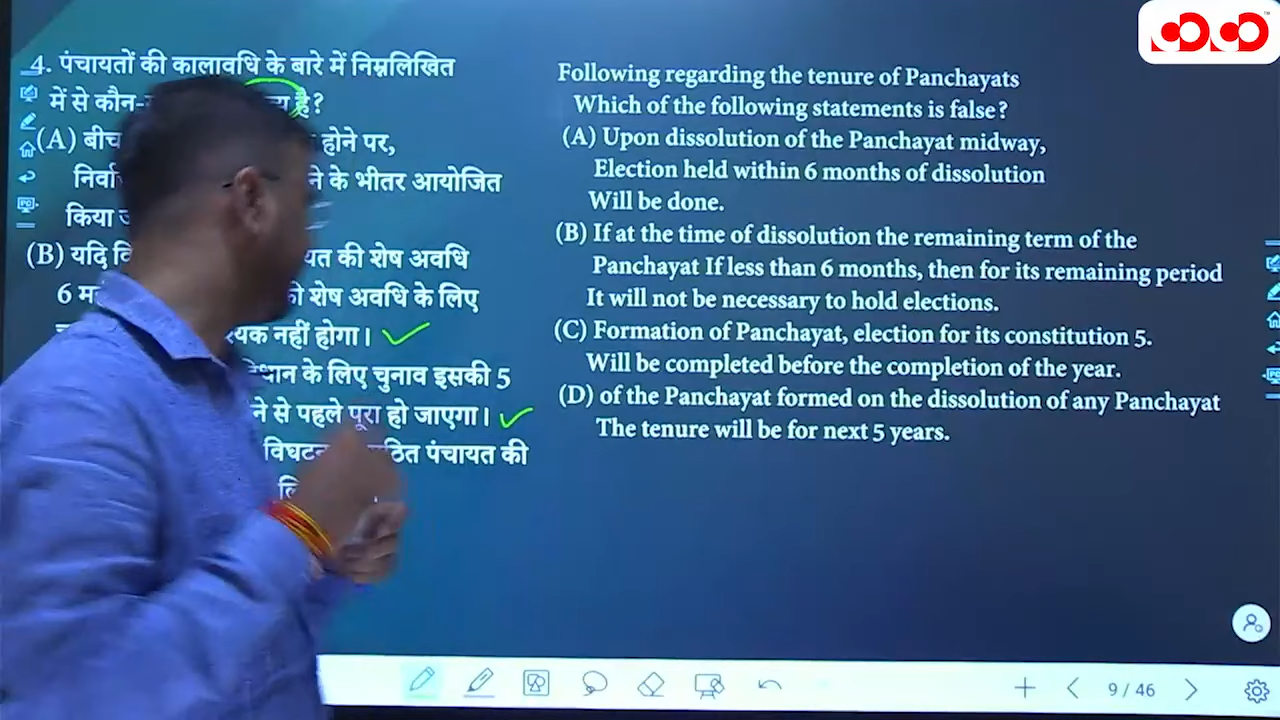 4. पंचायतों की कालावधि के बारे में निम्नलिखित
में से कौन- है?
(A) बीच होने पर,
के भीतर आयोजित
किया
(B) यदि शेष अवधि
6 शेष अवधि के लिए
नहीं होगा।
के लिए चुनाव इसकी 5
से पहले पूरा हो जाएगा।
पंचायत की
Following regarding the tenure of Panchayats
Which of the following statements is false?
(A) Upon dissolution of the Panchayat midway,
Election held within 6 months of dissolution
Will be done.
(B) If at the time of dissolution the remaining term of the
Panchayat If less than 6 months, then for its remaining period
It will not be necessary to hold elections.
(C) Formation of Panchayat, election for its constitution 5.
Will be completed before the completion of the year.
(D) of the Panchayat formed on the dissolution of any Panchayat
The tenure will be for next 5 years.
9 / 46